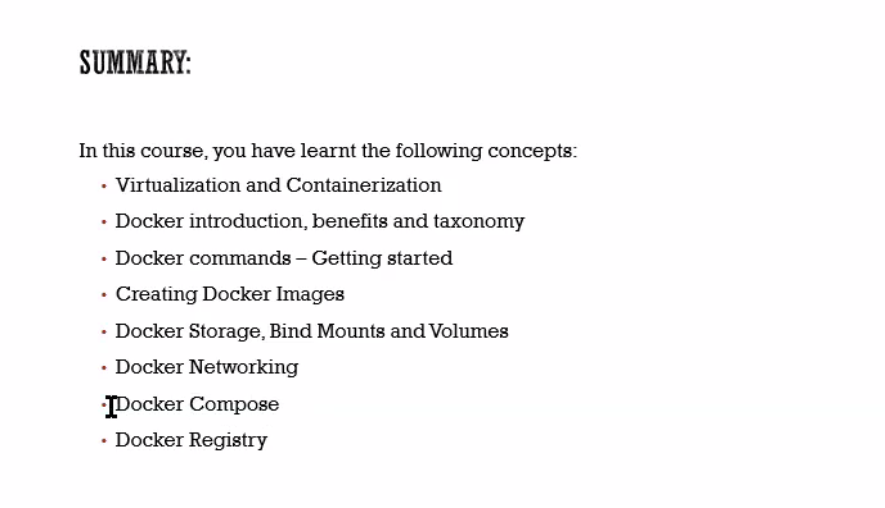 SUMMARY:
In this course, you have learnt the following concepts:
• Virtualization and Containerization
• Docker introduction, benefits and taxonomy
• Docker commands – Getting started
• Creating Docker Images
• Docker Storage, Bind Mounts and Volumes
• Docker Networking
• Docker Compose
• Docker Registry